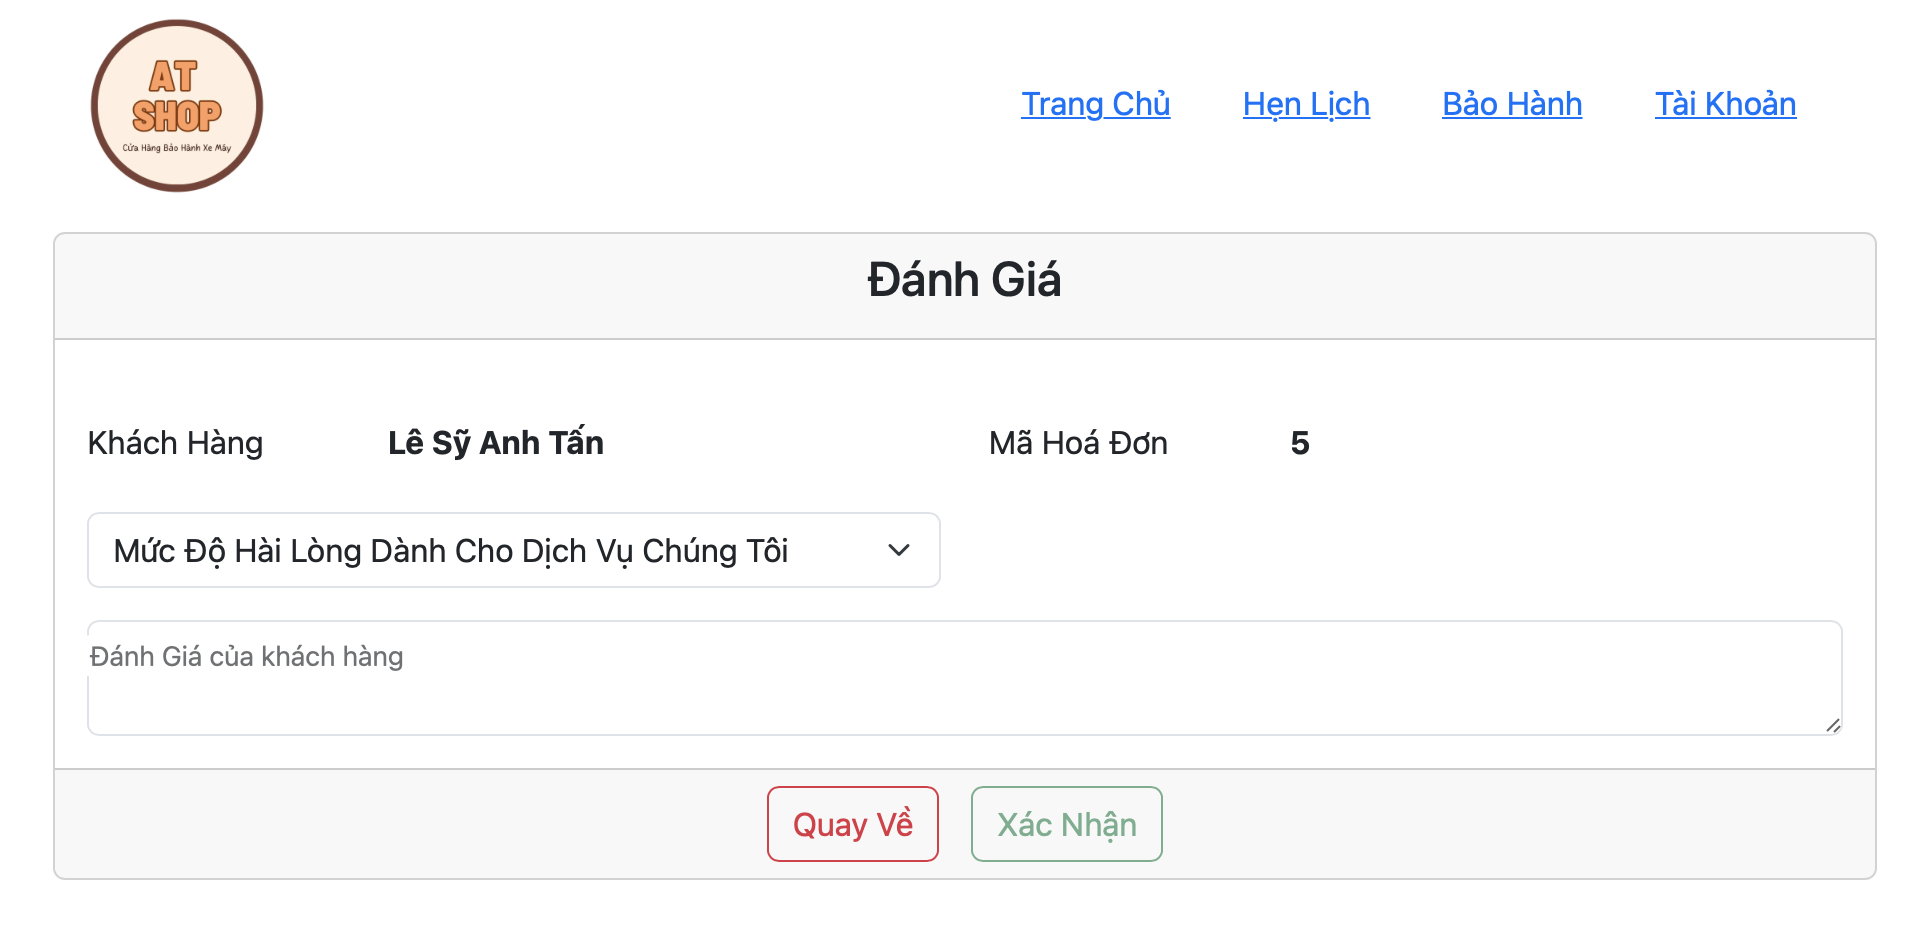 AT
SHOP
Cửa Hàng Bảo Hành Xe Máy
Trang Chủ Hẹn Lịch Bảo Hành Tài Khoản
Đánh Giá
Khách Hàng Lê Sỹ Anh Tấn Mã Hoá Đơn 5
Mức Độ Hài Lòng Dành Cho Dịch Vụ Chúng Tôi
Đánh Giá của khách hàng
Quay Về Xác Nhận